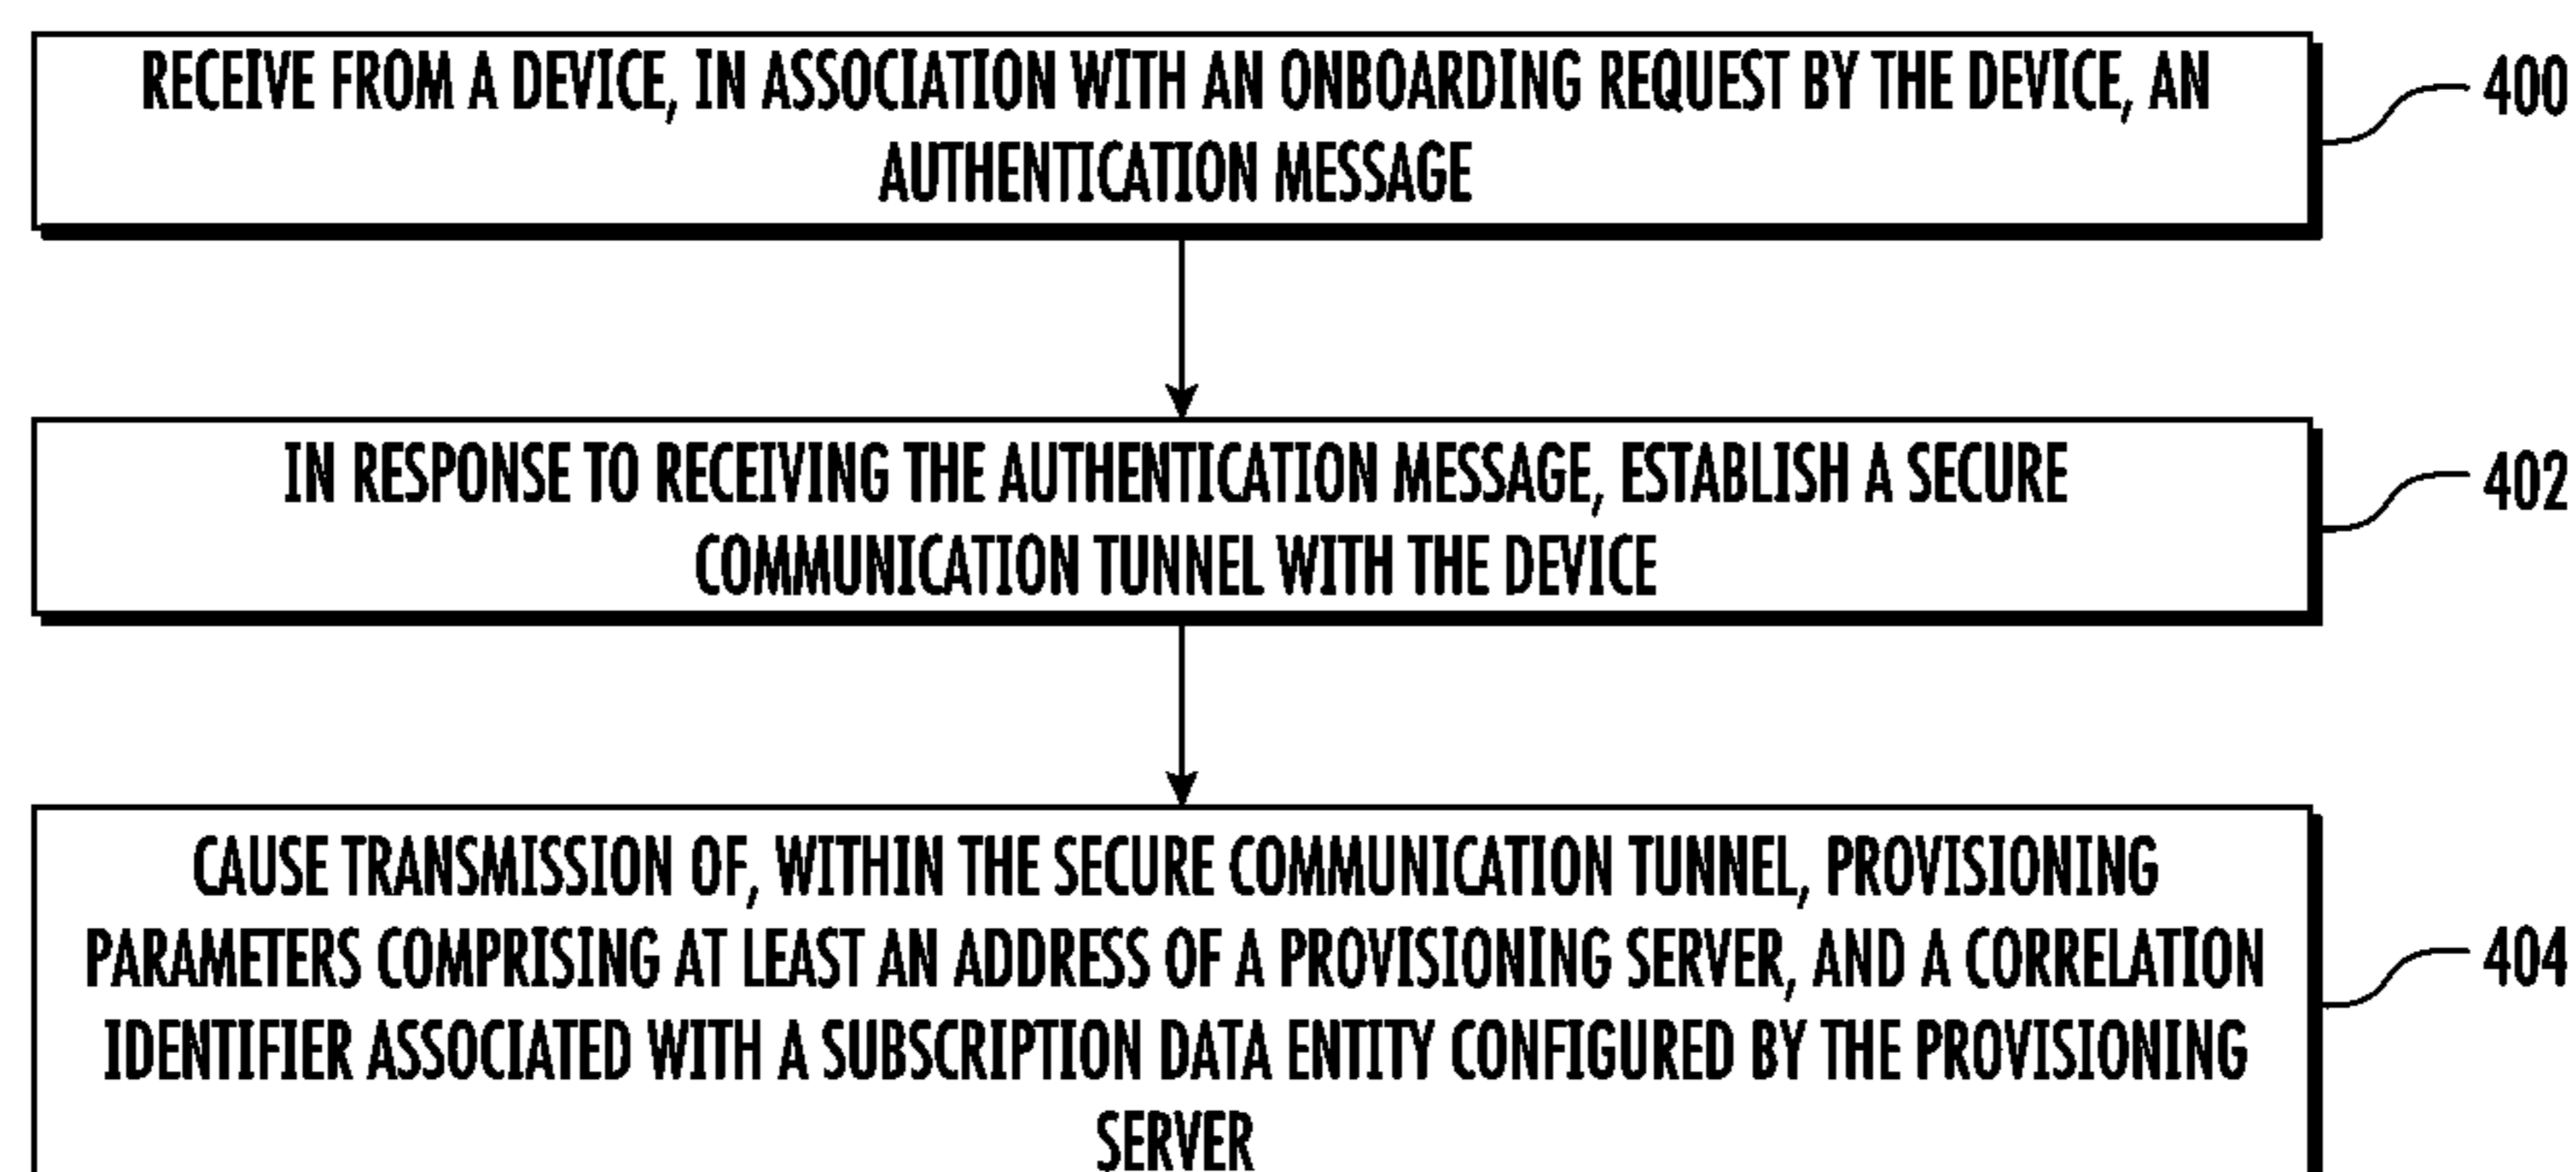 RECEIVE FROM A DEVICE, IN ASSOCIATION WITH AN ONBOARDING REQUEST BY THE DEVICE, AN
AUTHENTICATION MESSAGE
400
IN RESPONSE TO RECEIVING THE AUTHENTICATION MESSAGE, ESTABLISH A SECURE
COMMUNICATION TUNNEL WITH THE DEVICE
402
CAUSE TRANSMISSION OF, WITHIN THE SECURE COMMUNICATION TUNNEL, PROVISIONING
PARAMETERS COMPRISING AT LEAST AN ADDRESS OF A PROVISIONING SERVER, AND A CORRELATION
IDENTIFIER ASSOCIATED WITH A SUBSCRIPTION DATA ENTITY CONFIGURED BY THE PROVISIONING
SERVER
404